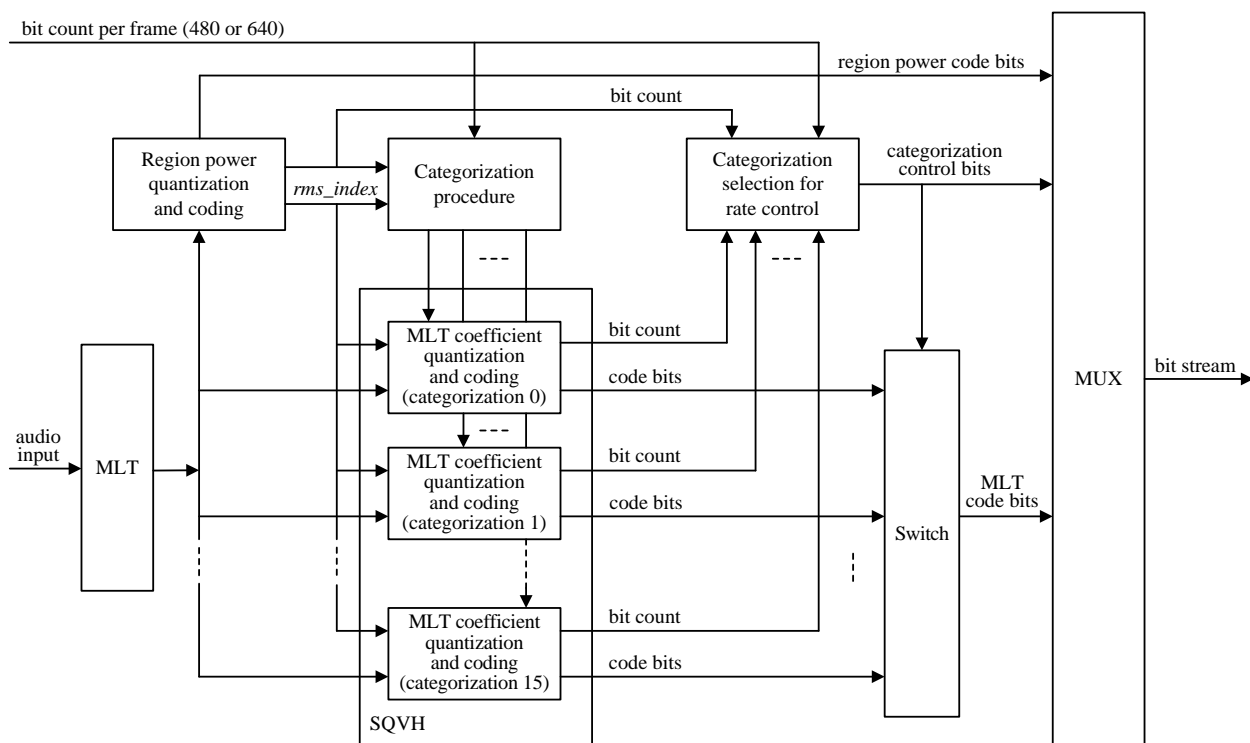 bit count per frame (480 or 640)
region power code bits
bit count
Region power
quantization
and coding
rms_index
Categorization
procedure
Categorization
selection for
rate control
categorization
control bits
MLT coefficient
quantization
and coding
(categorization 0)
bit count
code bits
MUX
bit stream
audio
input
MLT
MLT coefficient
quantization
and coding
(categorization 1)
bit count
code bits
Switch
MLT
code bits
MLT coefficient
quantization
and coding
(categorization 15)
bit count
code bits
SQVH